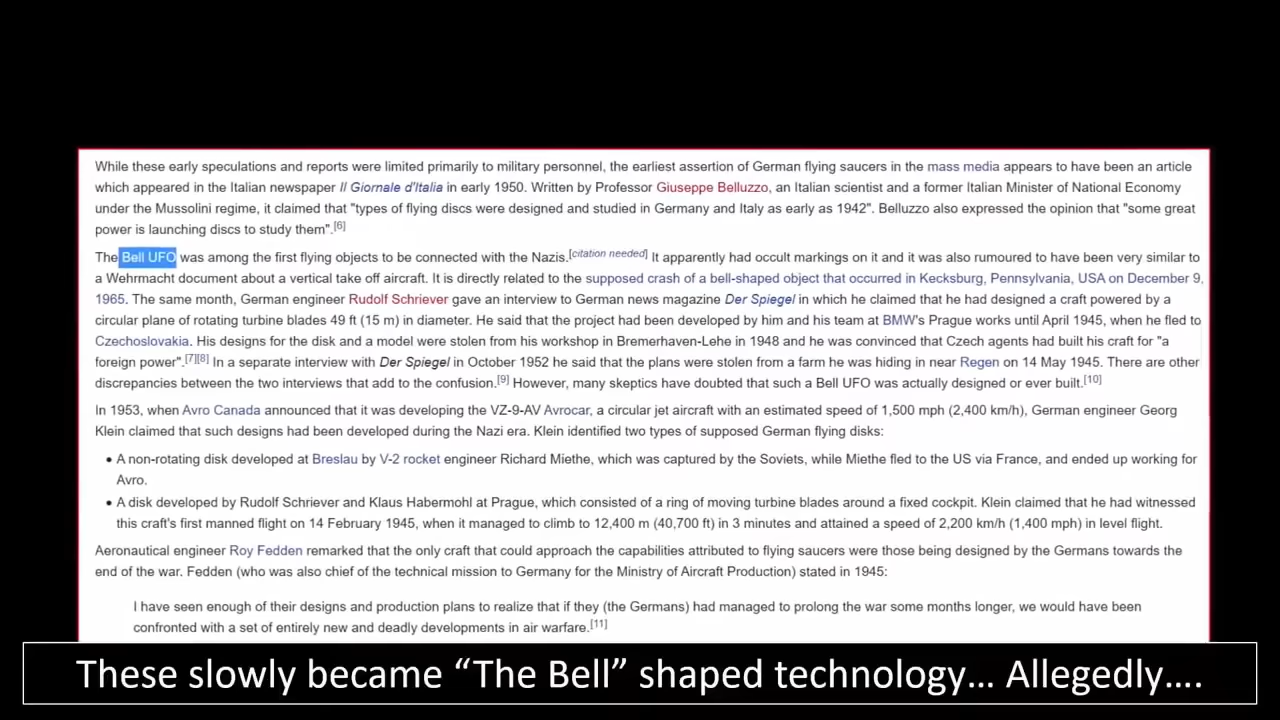 While these early speculations and reports were limited primarily to military personnel, the earliest assertion of German flying saucers in the mass media appears to have been an article
which appeared in the Italian newspaper Il Giornale d'Italia in early 1950. Written by Professor Giuseppe Belluzzo, an Italian scientist and a former Italian Minister of National Economy
under the Mussolini regime, it claimed that "types of flying discs were designed and studied in Germany and Italy as early as 1942". Belluzzo also expressed the opinion that "some great
power is launching discs to study them".[6]
The Bell UFO was among the first flying objects to be connected with the Nazis.[citation needed] It apparently had occult markings on it and it was also rumoured to have been very similar to
a Wehrmacht document about a vertical take off aircraft. It is directly related to the supposed crash of a bell-shaped object that occurred in Kecksburg, Pennsylvania, USA on December 9,
1965. The same month, German engineer Rudolf Schriever gave an interview to German news magazine Der Spiegel in which he claimed that he had designed a craft powered by a
circular plane of rotating turbine blades 49 ft (15 m) in diameter. He said that the project had been developed by him and his team at BMW's Prague works until April 1945, when he fled to
Czechoslovakia. His designs for the disk and a model were stolen from his workshop in Bremerhaven-Lehe in 1948 and he was convinced that Czech agents had built his craft for "a
foreign power".[7][8] In a separate interview with Der Spiegel in October 1952 he said that the plans were stolen from a farm he was hiding in near Regen on 14 May 1945. There are other
discrepancies between the two interviews that add to the confusion.[9] However, many skeptics have doubted that such a Bell UFO was actually designed or ever built.[10]
In 1953, when Avro Canada announced that it was developing the VZ-9-AV Avrocar, a circular jet aircraft with an estimated speed of 1,500 mph (2,400 km/h), German engineer Georg
Klein claimed that such designs had been developed during the Nazi era. Klein identified two types of supposed German flying disks:
• A non-rotating disk developed at Breslau by V-2 rocket engineer Richard Miethe, which was captured by the Soviets, while Miethe fled to the US via France, and ended up working for
Avro.
• A disk developed by Rudolf Schriever and Klaus Habermohl at Prague, which consisted of a ring of moving turbine blades around a fixed cockpit. Klein claimed that he had witnessed
this craft's first manned flight on 14 February 1945, when it managed to climb to 12,400 m (40,700 ft) in 3 minutes and attained a speed of 2,200 km/h (1,400 mph) in level flight.
Aeronautical engineer Roy Fedden remarked that the only craft that could approach the capabilities attributed to flying saucers were those being designed by the Germans towards the
end of the war. Fedden (who was also chief of the technical mission to Germany for the Ministry of Aircraft Production) stated in 1945:
I have seen enough of their designs and production plans to realize that if they (the Germans) had managed to prolong the war some months longer, we would have been
confronted with a set of entirely new and deadly developments in air warfare.[11]
These slowly became “The Bell” shaped technology… Allegedly….